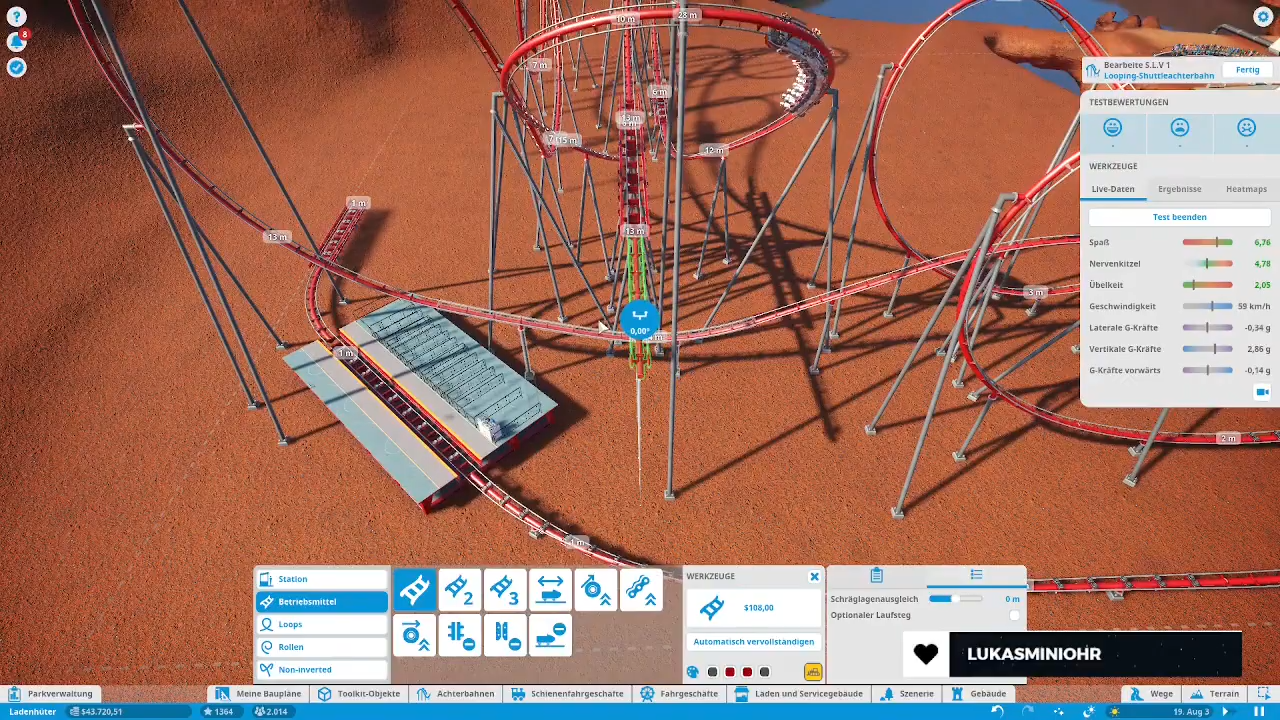 10 m
28 m
8
7 m
Bearbeite S.L.V 1
Looping-Shuttleachterbahn
Fertig
TESTBEWERTUNGEN
13 m
12 m
WERKZEUGE
Live-Daten
Ergebnisse
Heatmaps
1 m
Test beenden
13 m
13 m
Spaß
6,76
Nervenkitzel
4,78
Übelkeit
2,05
3 m
Geschwindigkeit
59 km/h
0,00°
Laterale G-Kräfte
-0,34 g
1 m
Vertikale G-Kräfte
2,86 g
G-Kräfte vorwärts
-0,14 g
2 m
1 m
Station
Betriebsmittel
Loops
Rollen
Non-inverted
2
3
WERKZEUGE
$108,00
Automatisch vervollständigen
Schräglagenausgleich
0 m
Optionaler Laufsteg
LUKASMINIOHR
Parkverwaltung
Meine Baupläne
Toolkit-Objekte
Achterbahnen
Schienenfahrgeschäfte
Fahrgeschäfte
Laden und Servicegebäude
Szenerie
Gebäude
Wege
Terrain
Ladenhüter
$43.720,51
1364
2.014
19. Aug 3